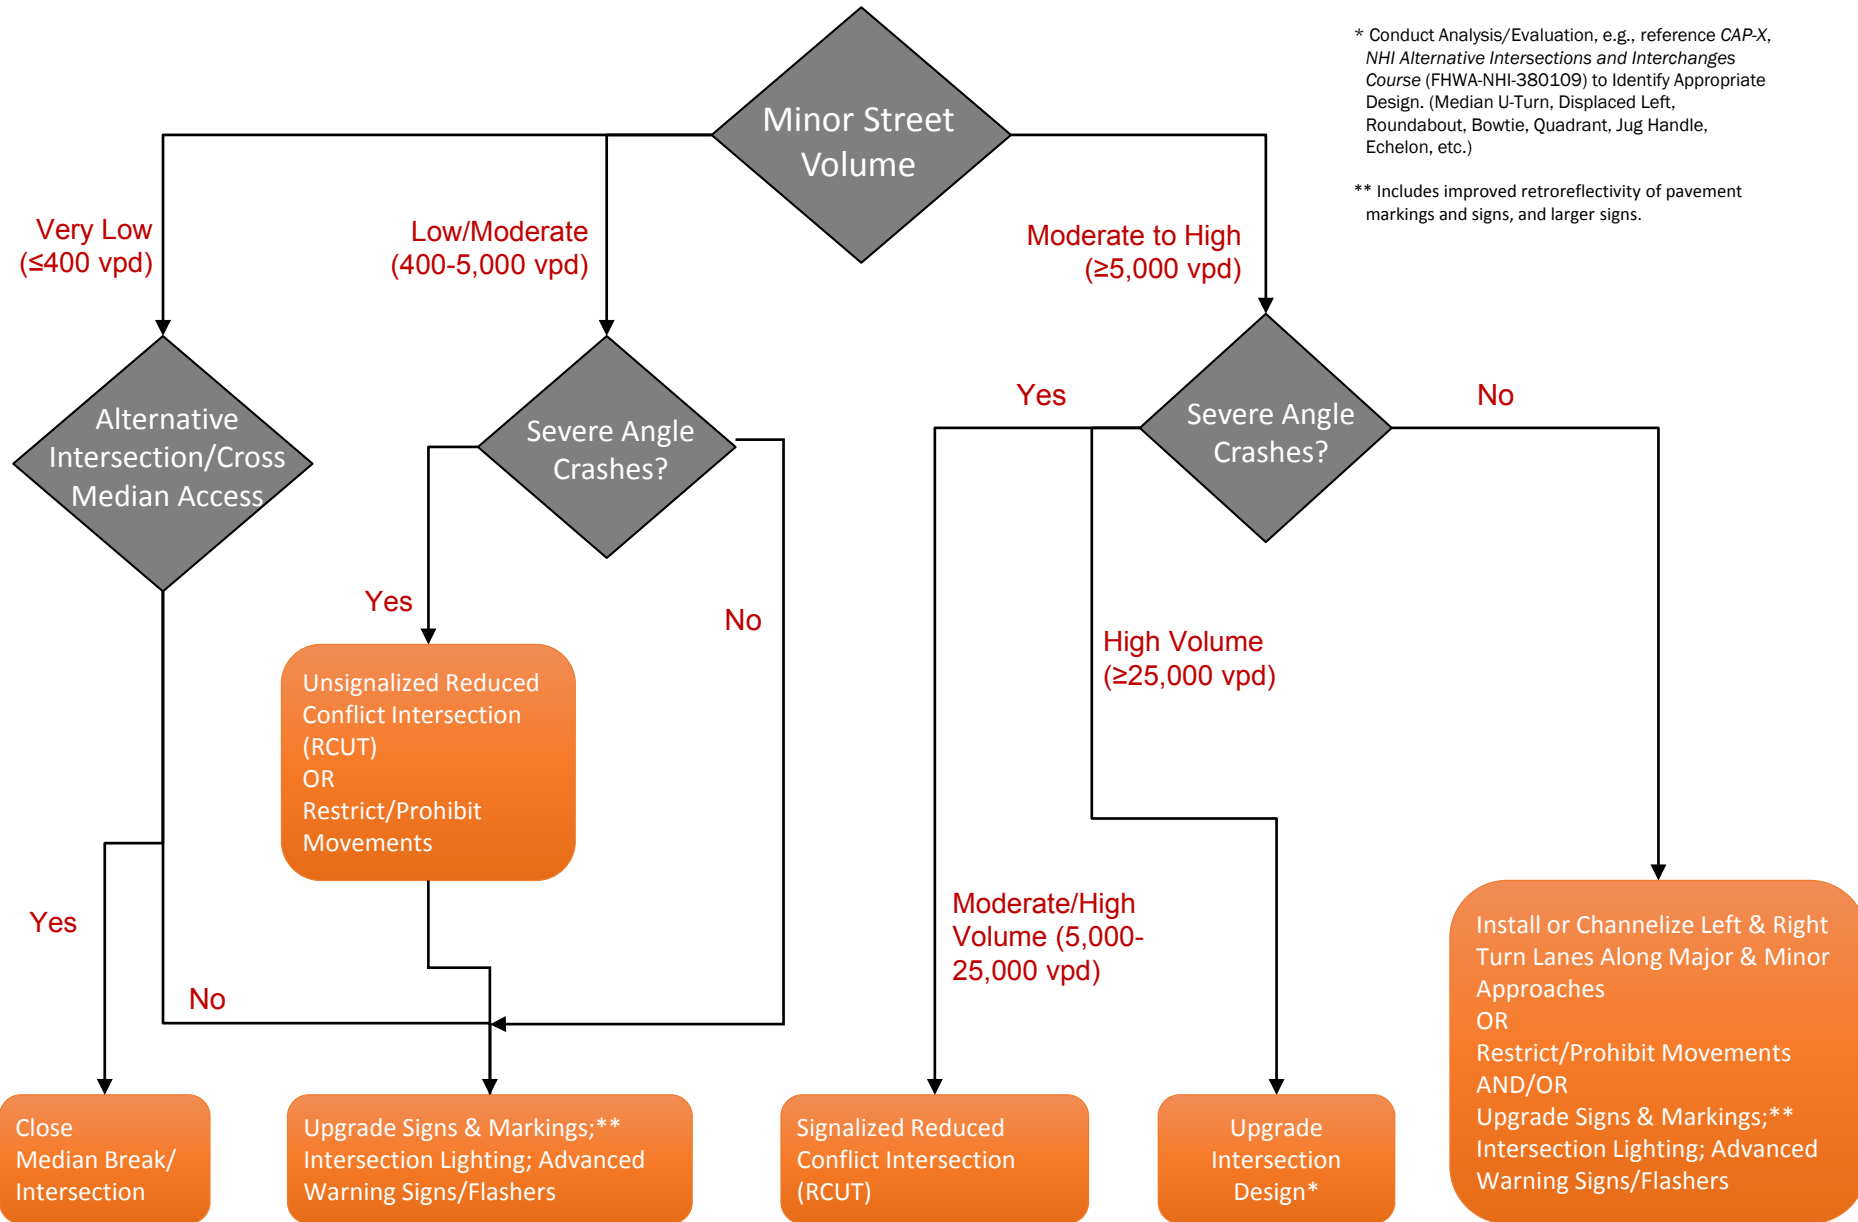 Minor Street
Volume
* Conduct Analysis/Evaluation, e.g., reference CAP-X,
NHI Alternative Intersections and Interchanges
Course (FHWA-NHI-380109) to Identify Appropriate
Design. (Median U-Turn, Displaced Left,
Roundabout, Bowtie, Quadrant, Jug Handle,
Echelon, etc.)
** Includes improved retroreflectivity of pavement
markings and signs, and larger signs.
Very Low
(≤400 vpd)
Low/Moderate
(400-5,000 vpd)
Moderate to High
(≥5,000 vpd)
Alternative
Intersection/Cross
Median Access
Severe Angle
Crashes?
Yes
Severe Angle
Crashes?
No
Yes
No
Unsignalized Reduced
Conflict Intersection
(RCUT)
OR
Restrict/Prohibit
Movements
High Volume
(≥25,000 vpd)
Yes
No
Moderate/High
Volume (5,000-
25,000 vpd)
Close
Median Break/
Intersection
Upgrade Signs & Markings;**
Intersection Lighting; Advanced
Warning Signs/Flashers
Signalized Reduced
Conflict Intersection
(RCUT)
Upgrade
Intersection
Design*
Install or Channelize Left & Right
Turn Lanes Along Major & Minor
Approaches
OR
Restrict/Prohibit Movements
AND/OR
Upgrade Signs & Markings;**
Intersection Lighting; Advanced
Warning Signs/Flashers